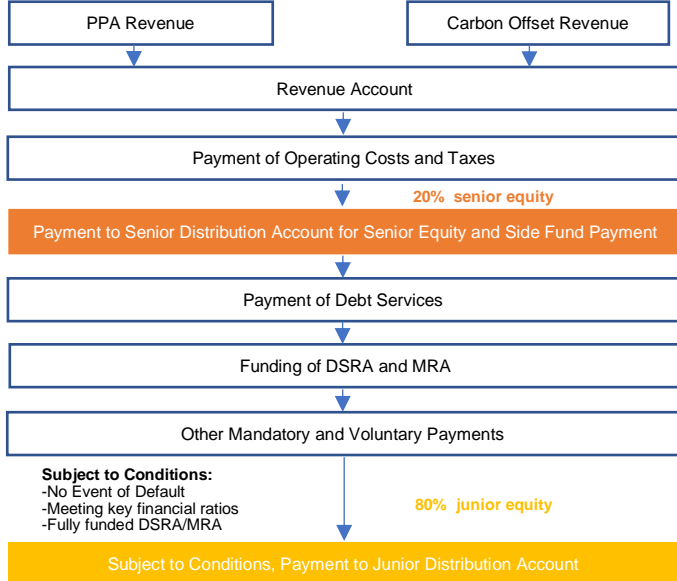 PPA Revenue
Carbon Offset Revenue
Revenue Account
Payment of Operating Costs and Taxes
20% senior equity
Payment to Senior Distribution Account for Senior Equity and Side Fund Payment
Payment of Debt Services
Funding of DSRA and MRA
Other Mandatory and Voluntary Payments
Subject to Conditions:
-No Event of Default
-Meeting key financial ratios
-Fully funded DSRA/MRA
80% junior equity
Subject to Conditions, Payment to Junior Distribution Account